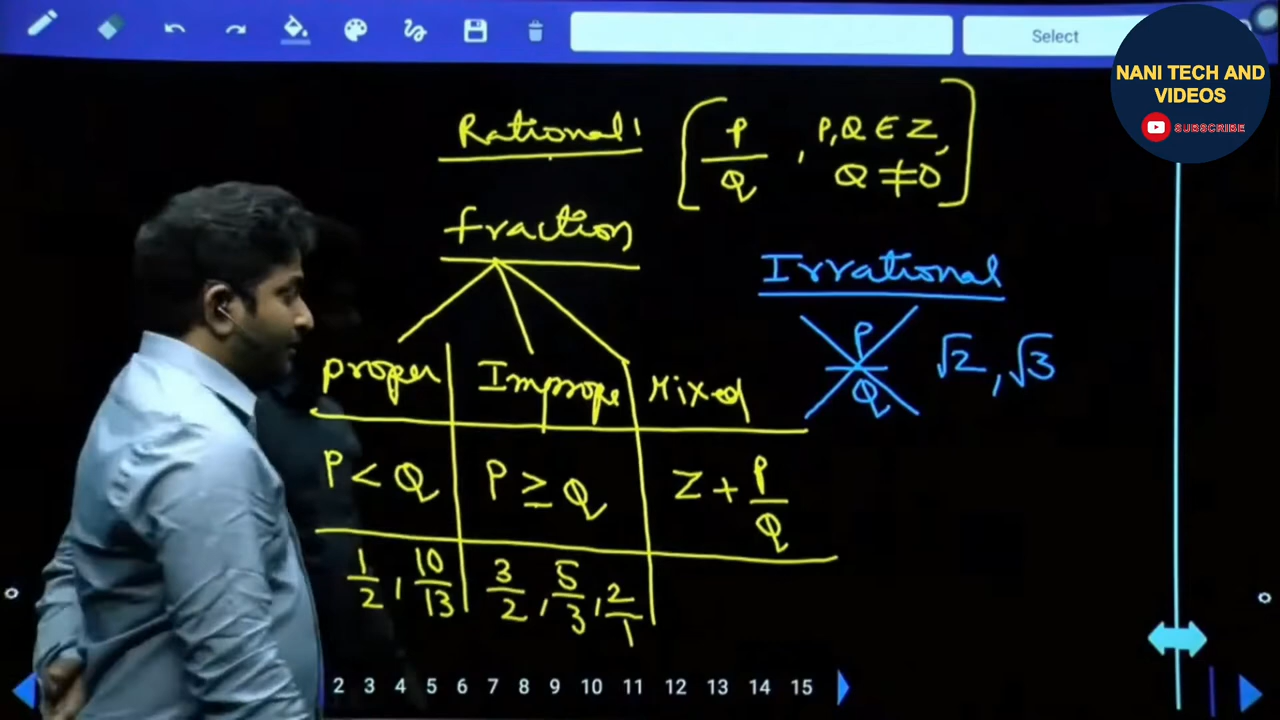 Select
NANI TECH AND
VIDEOS
SUBSCRIBE
Rational
P/Q , P,Q ∈ Z,
Q ≠ 0
fraction
Irrational
P/Q √2, √3
Proper Imprope Mixed
P < Q P ≥ Q Z + P/Q
1/2, 10/13 3/2, 5/3, 2/1
2 3 4 5 6 7 8 9 10 11 12 13 14 15